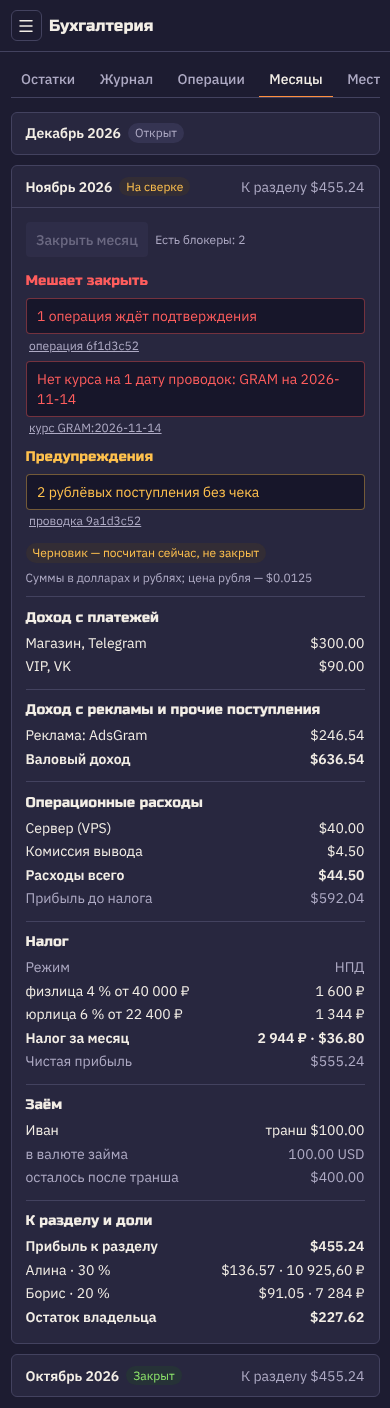 Бухгалтерия
Остатки Журнал Операции Месяцы Мест
Декабрь 2026 Открыт
Ноябрь 2026 На сверке К разделу $455.24
Закрыть месяц Есть блокеры: 2
Мешает закрыть
1 операция ждёт подтверждения
операция 6f1d3c52
Нет курса на 1 дату проводок: GRAM на 2026-
11-14
курс GRAM:2026-11-14
Предупреждения
2 рублёвых поступления без чека
проводка 9a1d3c52
Черновик — посчитан сейчас, не закрыт
Суммы в долларах и рублях; цена рубля — $0.0125
Доход с платежей
Магазин, Telegram $300.00
VIP, VK $90.00
Доход с рекламы и прочие поступления
Реклама: AdsGram $246.54
Валовый доход $636.54
Операционные расходы
Сервер (VPS) $40.00
Комиссия вывода $4.50
Расходы всего $44.50
Прибыль до налога $592.04
Налог
Режим НПД
физлица 4 % от 40 000 ₽ 1 600 ₽
юрлица 6 % от 22 400 ₽ 1 344 ₽
Налог за месяц 2 944 ₽ · $36.80
Чистая прибыль $555.24
Заём
Иван транш $100.00
в валюте займа 100.00 USD
осталось после транша $400.00
К разделу и доли
Прибыль к разделу $455.24
Алина · 30 % $136.57 · 10 925,60 ₽
Борис · 20 % $91.05 · 7 284 ₽
Остаток владельца $227.62
Октябрь 2026 Закрыт К разделу $455.24